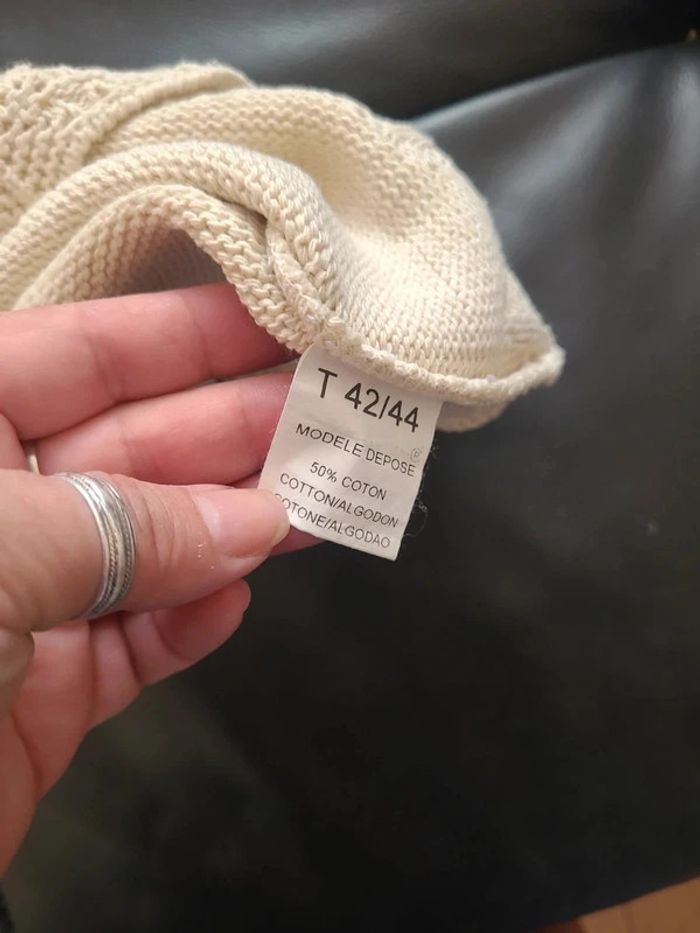 T 42/44
MODELE DEPOSE ®
50% COTON
COTTON/ALGODON
COTONE/ALGODAO